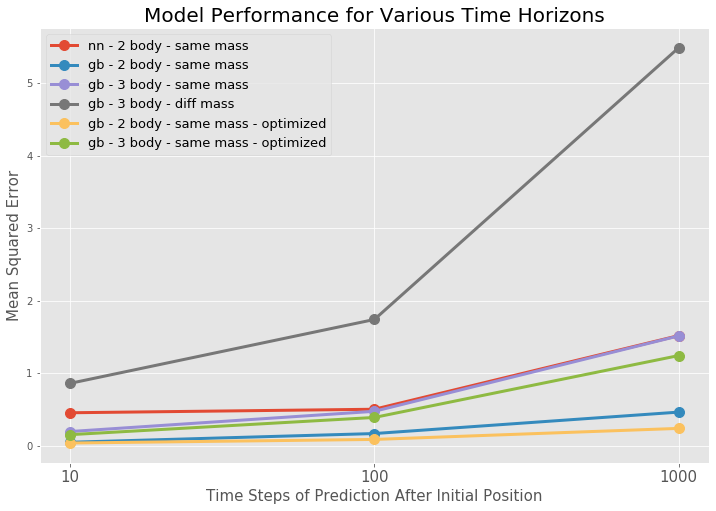 Model Performance for Various Time Horizons
nn - 2 body - same mass
gb - 2 body - same mass
gb - 3 body - same mass
gb - 3 body - diff mass
gb - 2 body - same mass - optimized
gb - 3 body - same mass - optimized
Mean Squared Error
5
4
3
2
1
0
10 100 1000
Time Steps of Prediction After Initial Position